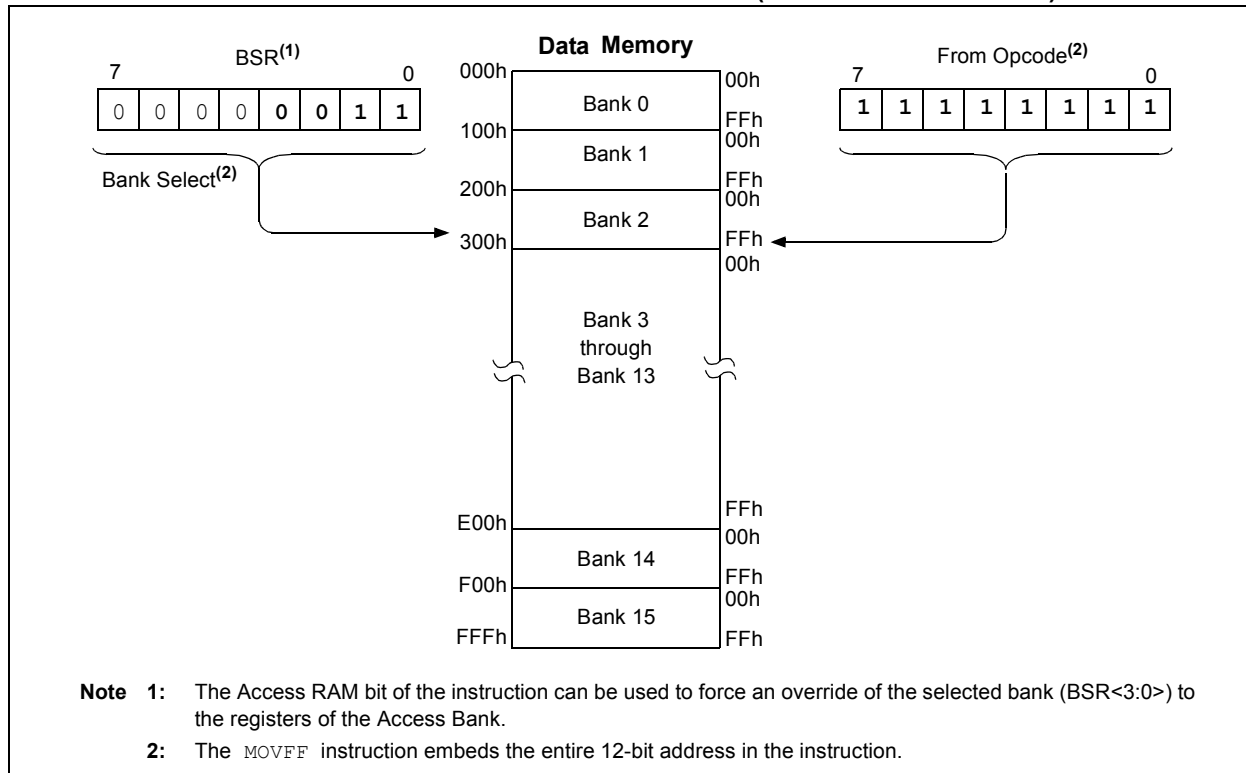 Data Memory
BSR(1)
7 0
0 0 0 0 0 0 1 1
Bank Select(2)
From Opcode(2)
7 0
1 1 1 1 1 1 1 1
000h 00h
Bank 0
FFh
100h 00h
Bank 1
FFh
200h 00h
Bank 2
FFh
300h
00h
Bank 3
through
Bank 13
FFh
E00h
00h
Bank 14
FFh
F00h
00h
Bank 15
FFFh FFh
Note 1: The Access RAM bit of the instruction can be used to force an override of the selected bank (BSR<3:0>) to
the registers of the Access Bank.
2: The MOVFF instruction embeds the entire 12-bit address in the instruction.